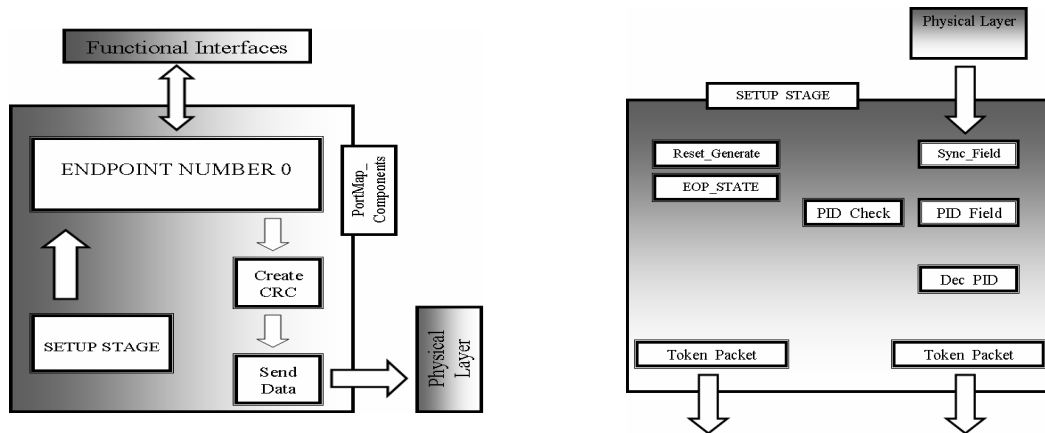 Functional Interfaces
ENDPOINT NUMBER 0
PortMap_
Components
Create
CRC
SETUP STAGE
Send
Data
Physical
Layer
Physical Layer
SETUP STAGE
Reset_Generate
Sync_Field
EOP_STATE
PID Check
PID Field
Dec PID
Token Packet
Token Packet